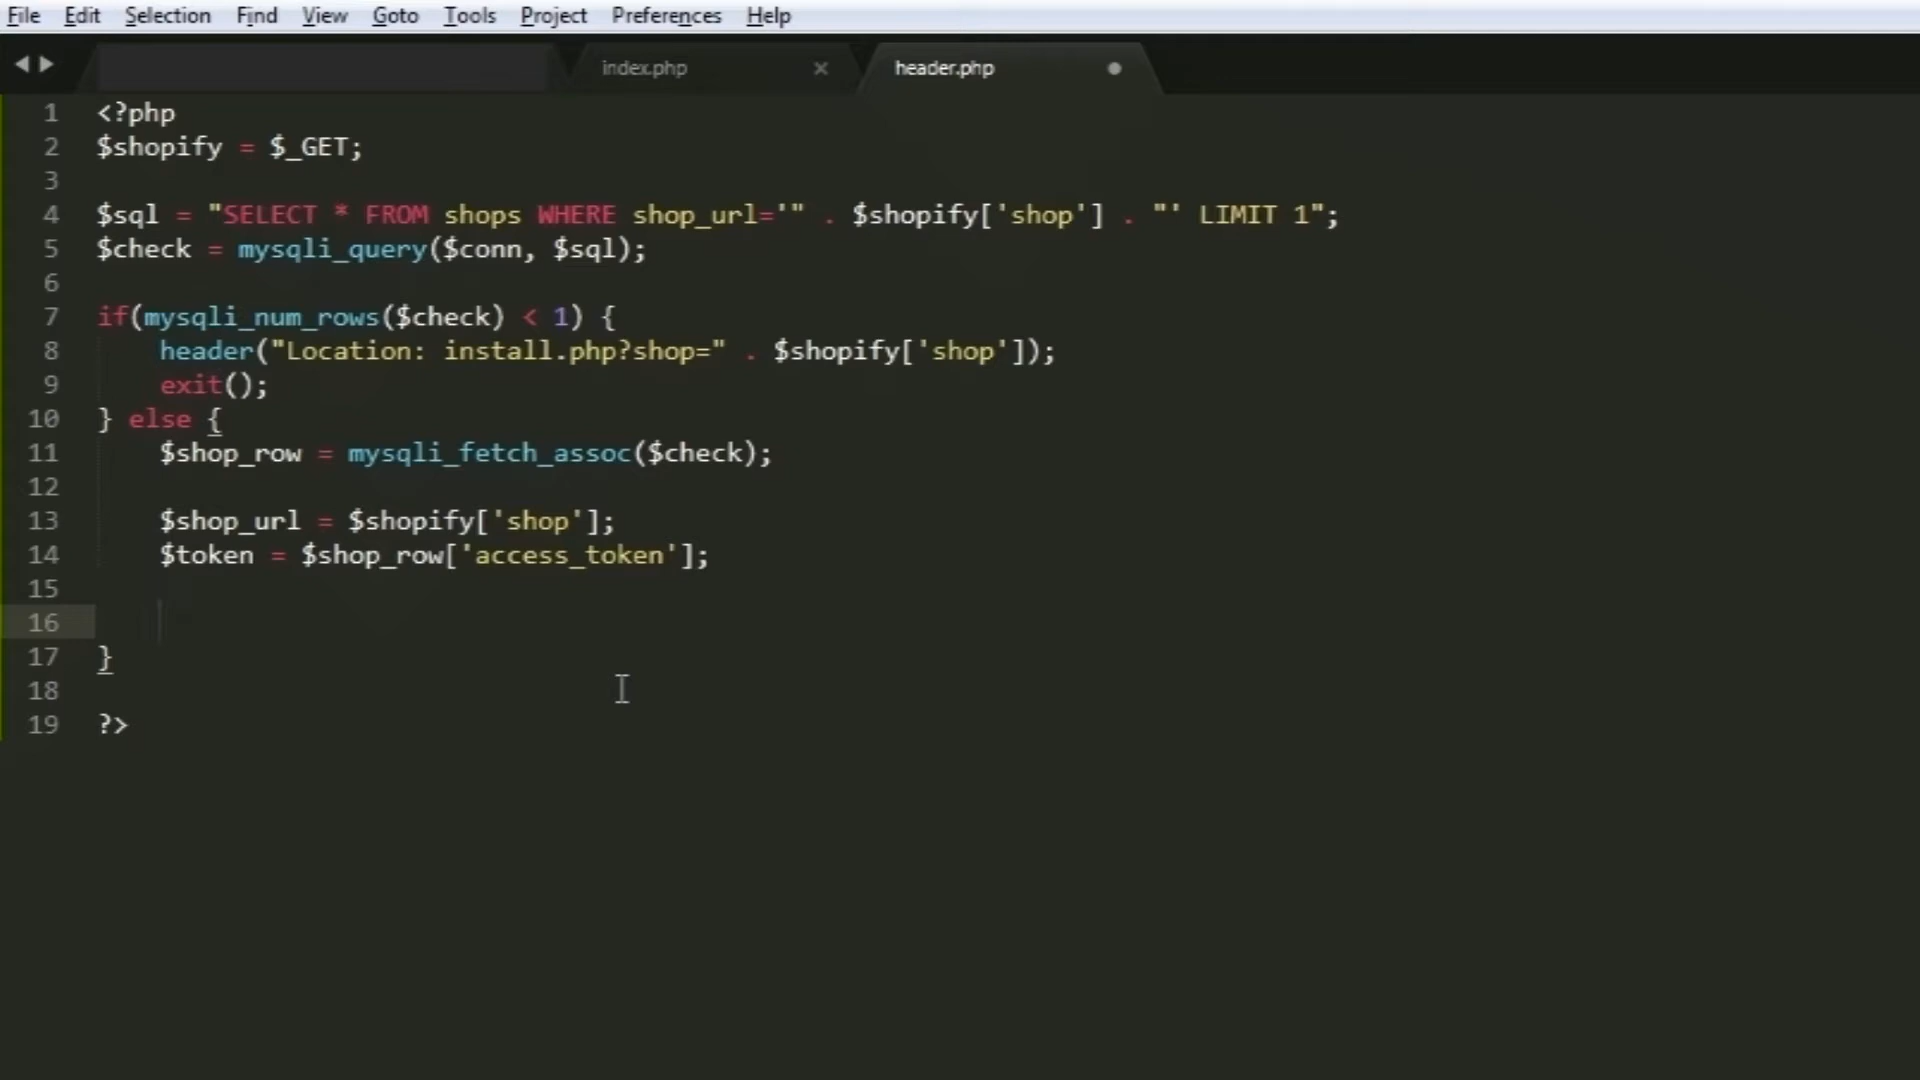 File Edit Selection Find View Goto Tools Project Preferences Help
index.php header.php
1 <?php
2 $shopify = $_GET;
3
4 $sql = "SELECT * FROM shops WHERE shop_url='" . $shopify['shop'] . "' LIMIT 1";
5 $check = mysqli_query($conn, $sql);
6
7 if(mysqli_num_rows($check) < 1) {
8     header("Location: install.php?shop=" . $shopify['shop']);
9     exit();
10 } else {
11     $shop_row = mysqli_fetch_assoc($check);
12
13     $shop_url = $shopify['shop'];
14     $token = $shop_row['access_token'];
15
16
17 }
18
19 ?>